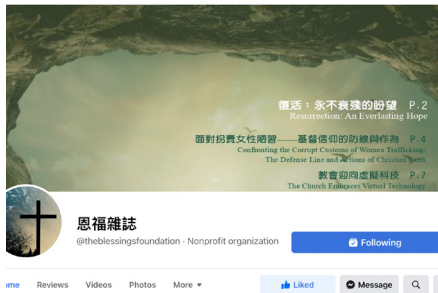 復活：永不衰殘的盼望 P.2
Resurrection: An Everlasting Hope
面對拐賣女性陋習——基督信仰的防線與作為 P.4
Confronting the Corrupt Customs of Women Trafficking:
The Defense Line and Actions of Christian Faith
教會迎向虛擬科技 P.7
The Church Embraces Virtual Technology
恩福雜誌
@theblessingsfoundation · Nonprofit organization
Following
ome Reviews Videos Photos More Liked Message